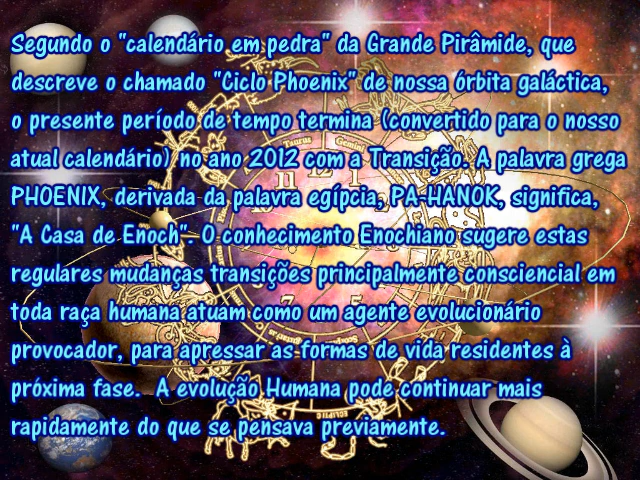 Segundo o "calendário em pedra" da Grande Pirâmide, que
descreve o chamado "Ciclo Phoenix" de nossa órbita galáctica,
o presente período de tempo termina (convertido para o nosso
atual calendário) no ano 2012 com a Transição. A palavra grega
PHOENIX, derivada da palavra egípcia, PA-HANOK, significa,
"A Casa de Enoch". O conhecimento Enochiano sugere estas
regulares mudanças transições principalmente consciencial em
toda raça humana atuam como um agente evolucionário
provocador, para apressar as formas de vida residentes à
próxima fase. A evolução Humana pode continuar mais
rapidamente do que se pensava previamente.
Taurus
Gemini
ECLIPTIC